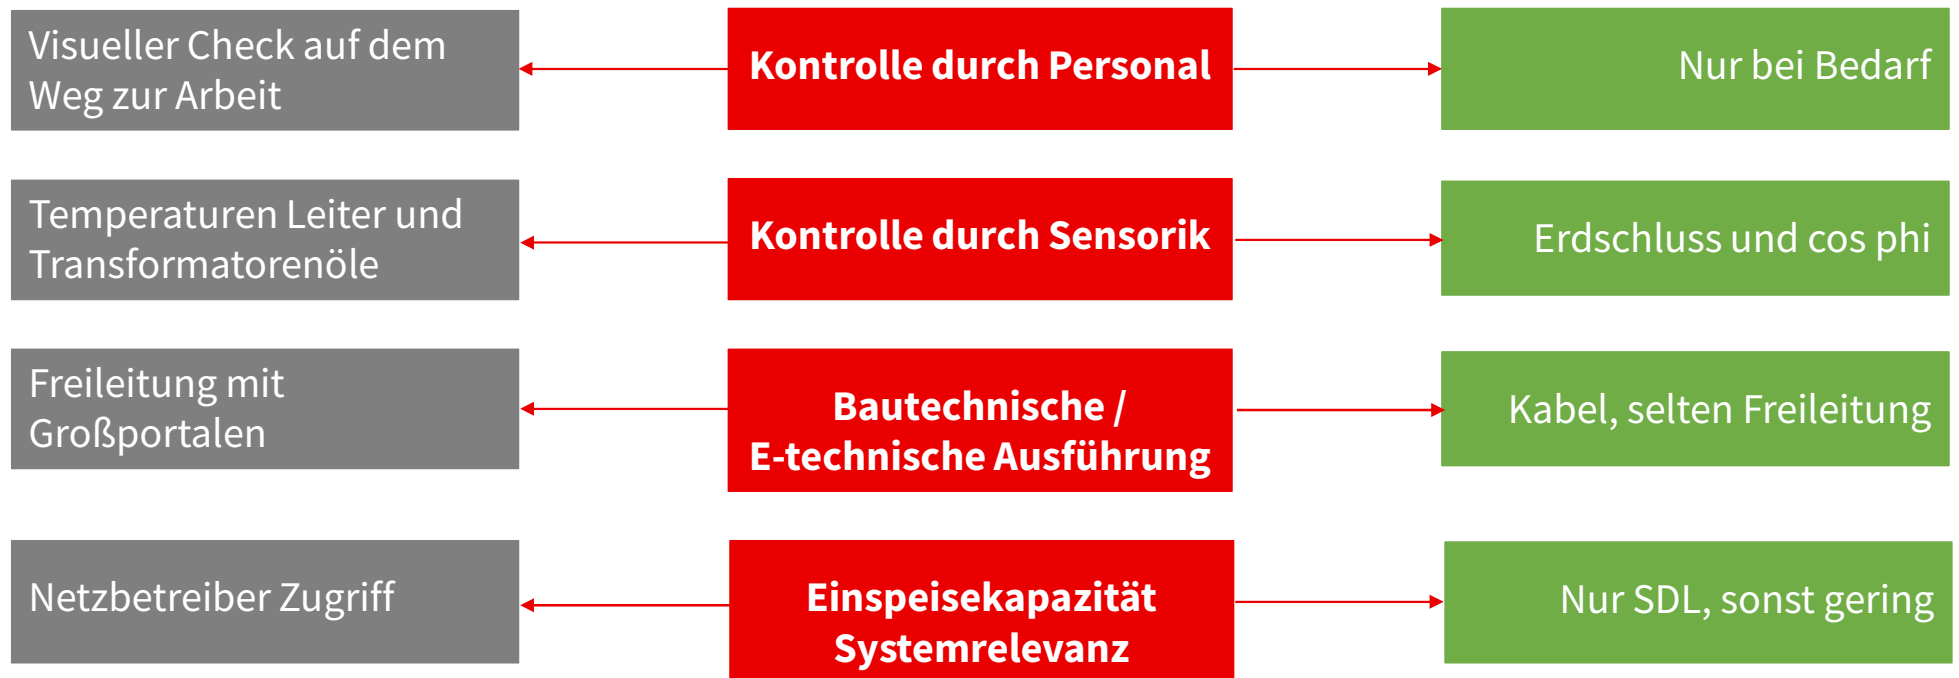 Visueller Check auf dem
Weg zur Arbeit
Kontrolle durch Personal
Nur bei Bedarf
Temperaturen Leiter und
Transformatorenöle
Kontrolle durch Sensorik
Erdschluss und cos phi
Freileitung mit
Großportalen
Bautechnische /
E-technische Ausführung
Kabel, selten Freileitung
Netzbetreiber Zugriff
Einspeisekapazität
Systemrelevanz
Nur SDL, sonst gering